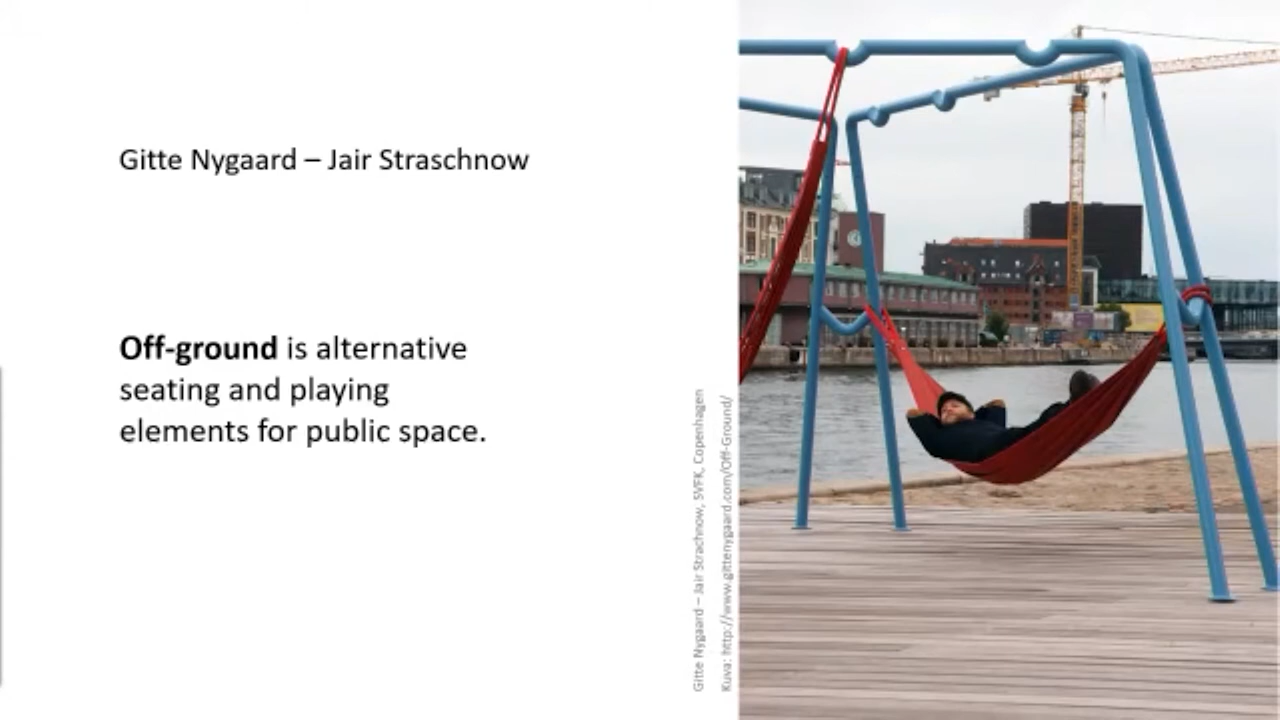 Gitte Nygaard – Jair Straschnow
Off-ground is alternative
seating and playing
elements for public space.
Gitte Nygaard – Jair Strachnow, SVFK, Copenhagen
Kuva: http://www.gittenygaard.com/Off-Ground/